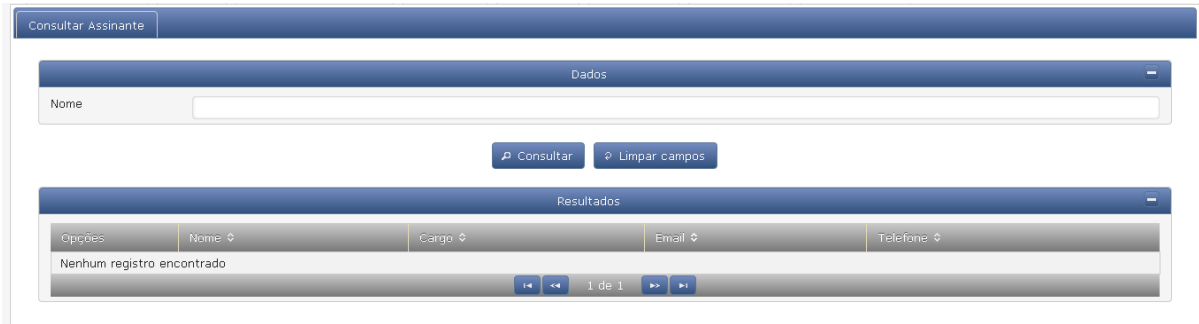 Consultar Assinante
Dados
Nome
Consultar Limpar campos
Resultados
Opções Nome Cargo Email Telefone
Nenhum registro encontrado
1 de 1